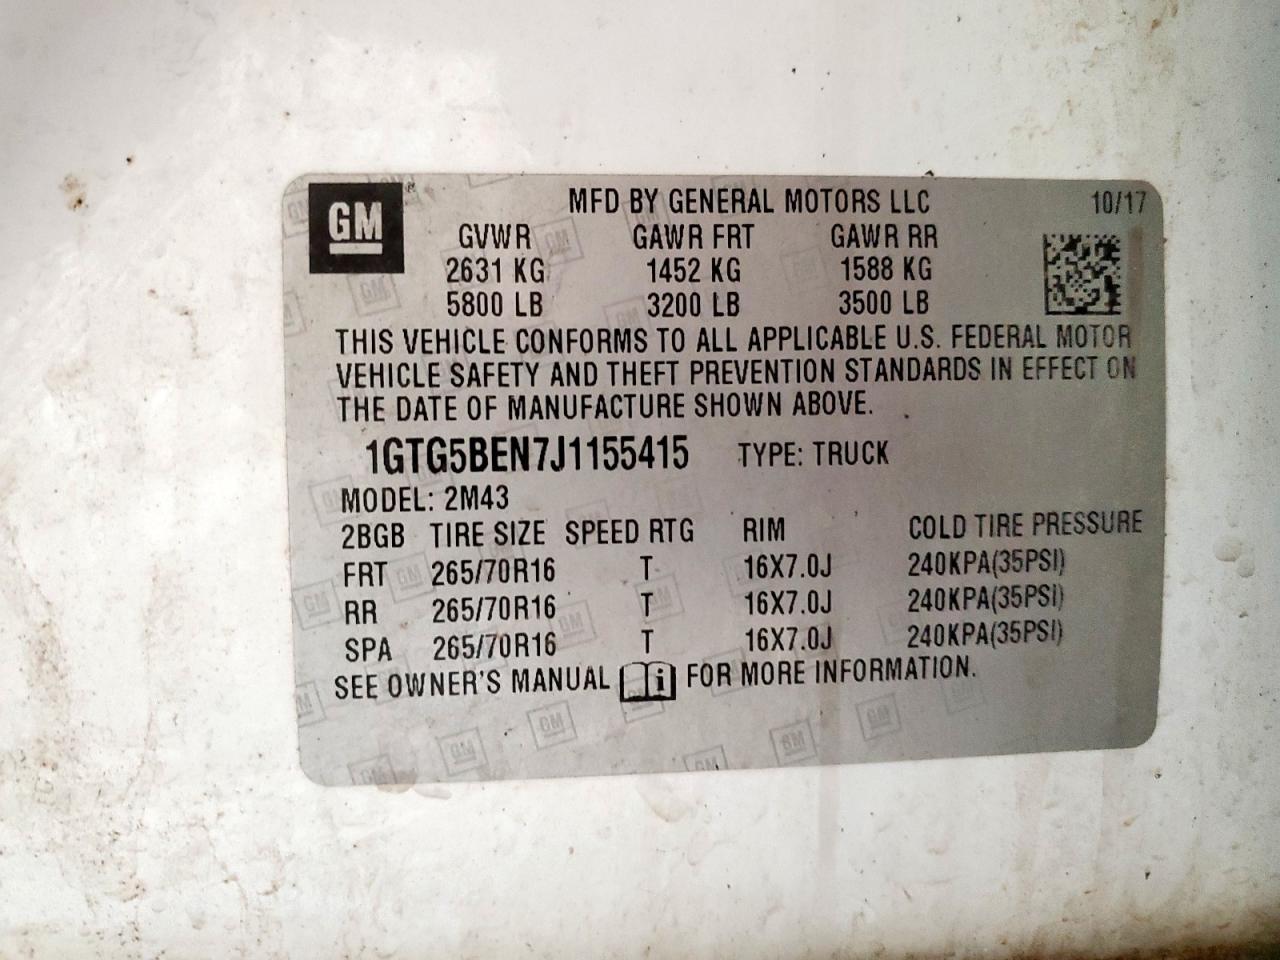 GM ® MFD BY GENERAL MOTORS LLC 10/17
GVWR GAWR FRT GAWR RR
2631 KG 1452 KG 1588 KG
5800 LB 3200 LB 3500 LB
THIS VEHICLE CONFORMS TO ALL APPLICABLE U.S. FEDERAL MOTOR
VEHICLE SAFETY AND THEFT PREVENTION STANDARDS IN EFFECT ON
THE DATE OF MANUFACTURE SHOWN ABOVE.
1GTG5BEN7J1155415 TYPE: TRUCK
MODEL: 2M43
2BGB TIRE SIZE SPEED RTG RIM COLD TIRE PRESSURE
FRT 265/70R16 T 16X7.0J 240KPA(35PSI)
RR 265/70R16 T 16X7.0J 240KPA(35PSI)
SPA 265/70R16 T 16X7.0J 240KPA(35PSI)
SEE OWNER'S MANUAL i FOR MORE INFORMATION.